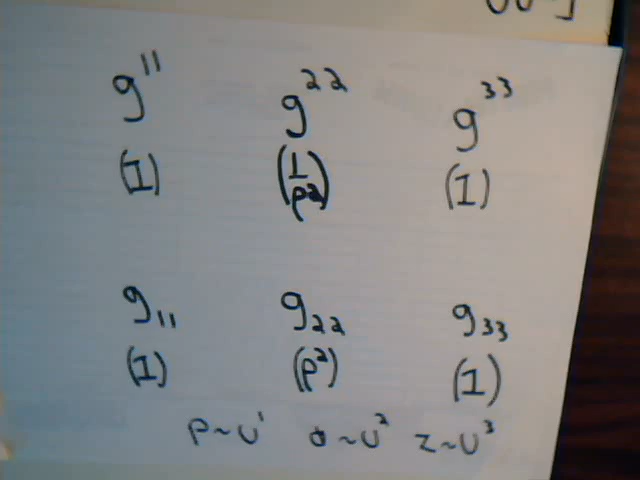 g¹¹ g²² g³³
(1) (1/ρ²) (1)
g₁₁ g₂₂ g₃₃
(1) (ρ²) (1)
ρ~u¹ ϕ~u² z~u³